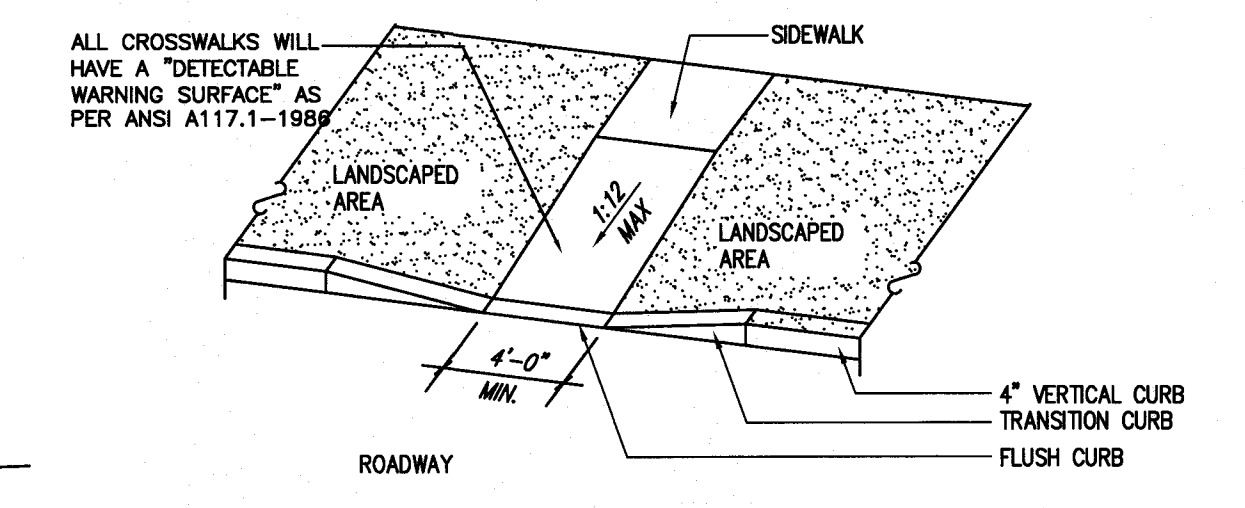 ALL CROSSWALKS WILL
HAVE A "DETECTABLE
WARNING SURFACE" AS
PER ANSI A117.1-1986
SIDEWALK
LANDSCAPED
AREA
1:12
MAX
LANDSCAPED
AREA
4'-0"
MIN.
4" VERTICAL CURB
TRANSITION CURB
FLUSH CURB
ROADWAY